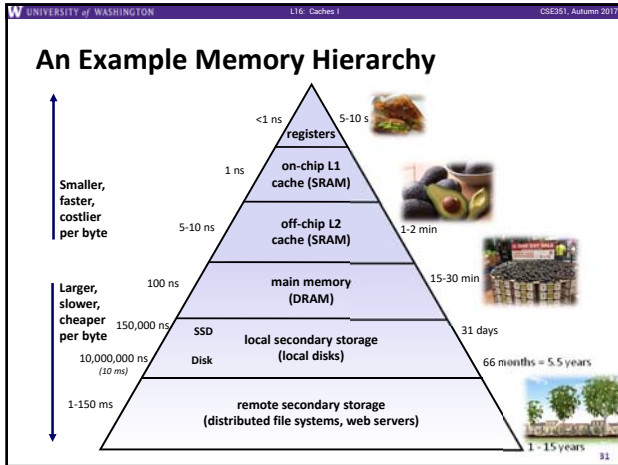 W UNIVERSITY of WASHINGTON
L16: Caches I
CSE351, Autumn 2017
An Example Memory Hierarchy
<1 ns
registers
5-10 s
1 ns
on-chip L1
cache (SRAM)
Smaller,
faster,
costlier
per byte
5-10 ns
off-chip L2
cache (SRAM)
1-2 min
100 ns
main memory
(DRAM)
15-30 min
Larger,
slower,
cheaper
per byte
150,000 ns
SSD
local secondary storage
(local disks)
31 days
10,000,000 ns
(10 ms)
Disk
66 months = 5.5 years
1-150 ms
remote secondary storage
(distributed file systems, web servers)
1 - 15 years
31